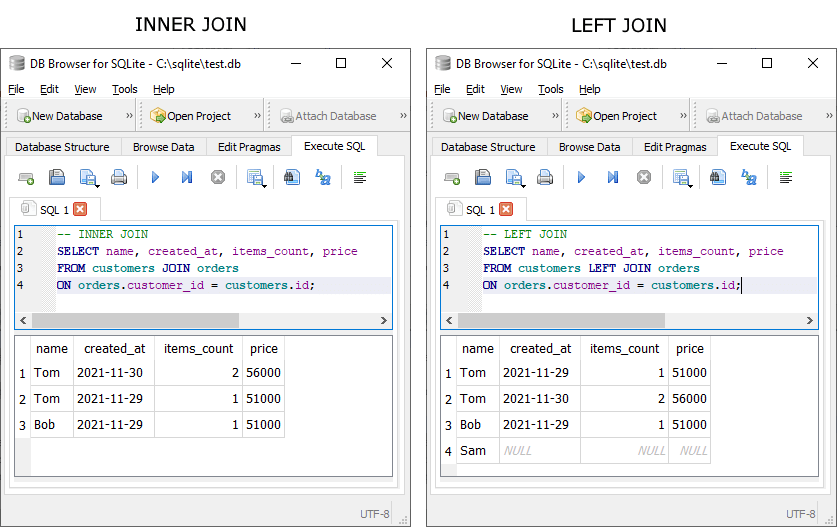 INNER JOIN
DB Browser for SQLite - C:\sqlite\test.db
File Edit View Tools Help
New Database » Open Project » Attach Database »
Database Structure Browse Data Edit Pragmas Execute SQL
SQL 1
1 -- INNER JOIN
2 SELECT name, created_at, items_count, price
3 FROM customers JOIN orders
4 ON orders.customer_id = customers.id;
name created_at items_count price
1 Tom 2021-11-30 2 56000
2 Tom 2021-11-29 1 51000
3 Bob 2021-11-29 1 51000
UTF-8
LEFT JOIN
DB Browser for SQLite - C:\sqlite\test.db
File Edit View Tools Help
New Database » Open Project » Attach Database »
Database Structure Browse Data Edit Pragmas Execute SQL
SQL 1
1 -- LEFT JOIN
2 SELECT name, created_at, items_count, price
3 FROM customers LEFT JOIN orders
4 ON orders.customer_id = customers.id;
name created_at items_count price
1 Tom 2021-11-29 1 51000
2 Tom 2021-11-30 2 56000
3 Bob 2021-11-29 1 51000
4 Sam NULL NULL NULL
UTF-8